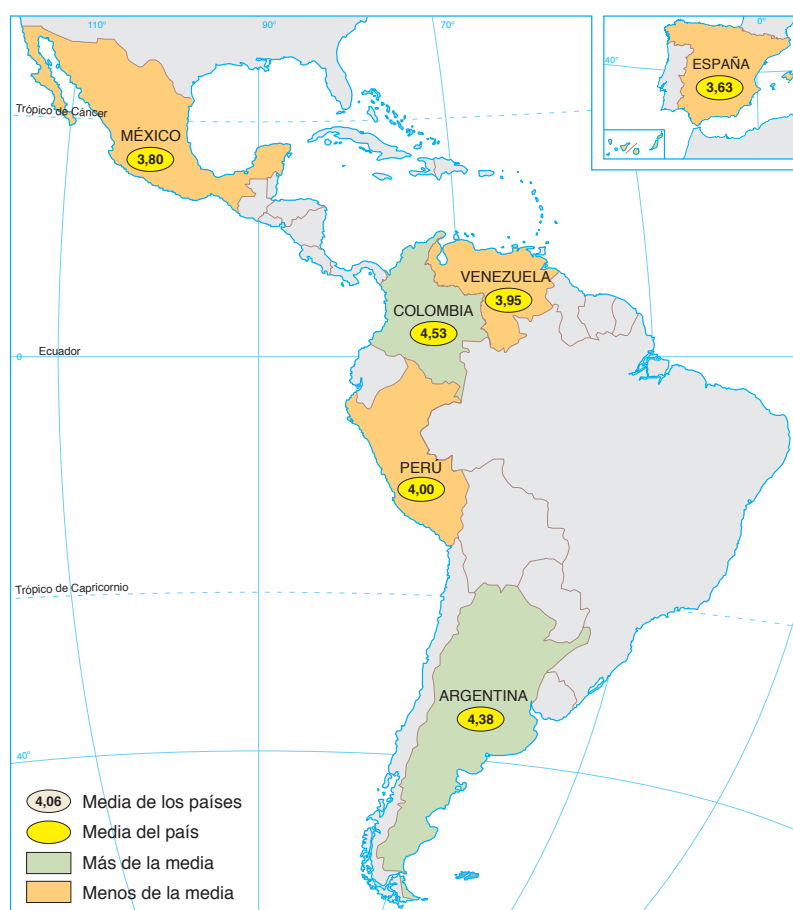 110°
90°
70°
0°
ESPAÑA
40°
3,63
Trópico de Cáncer
MÉXICO
3,80
VENEZUELA
3,95
COLOMBIA
4,53
Ecuador
0
PERÚ
4,00
Trópico de Capricornio
ARGENTINA
4,38
40°
4,06 Media de los países
Media del país
Más de la media
Menos de la media